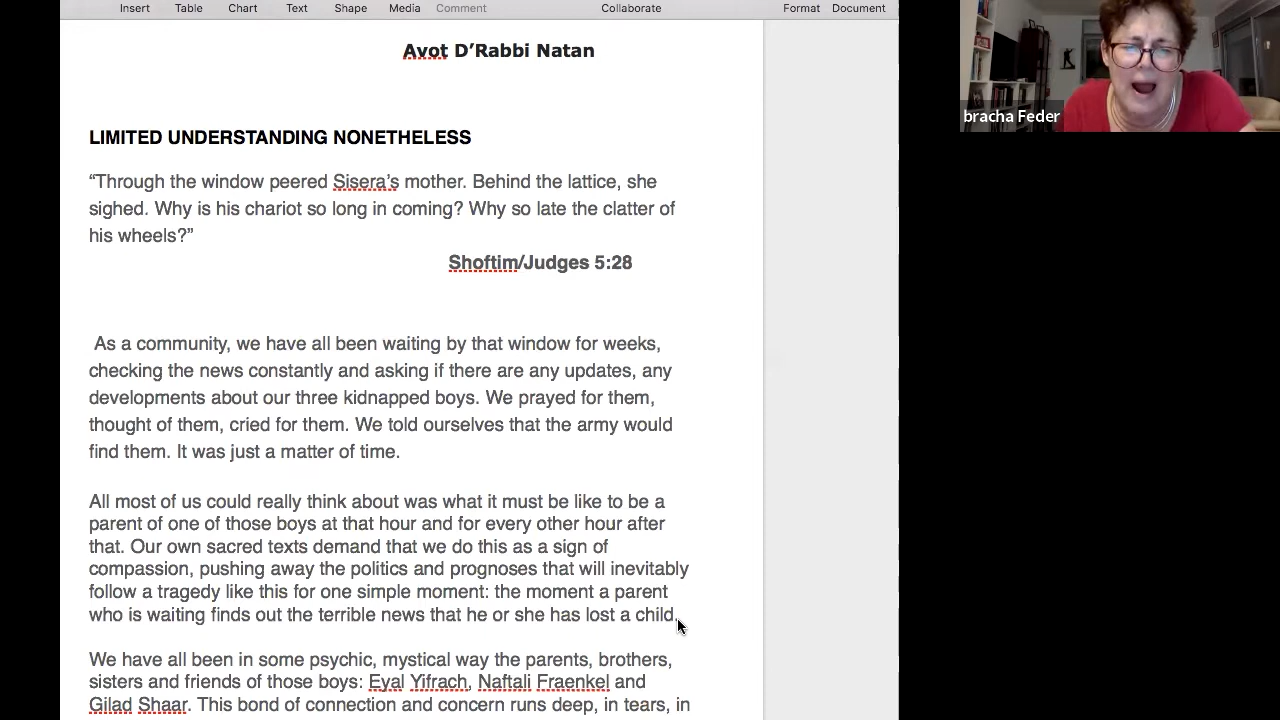 Insert Table Chart Text Shape Media Comment Collaborate Format Document
Avot D’Rabbi Natan
bracha Feder
LIMITED UNDERSTANDING NONETHELESS
“Through the window peered Sisera’s mother. Behind the lattice, she
sighed. Why is his chariot so long in coming? Why so late the clatter of
his wheels?”
Shoftim/Judges 5:28
As a community, we have all been waiting by that window for weeks,
checking the news constantly and asking if there are any updates, any
developments about our three kidnapped boys. We prayed for them,
thought of them, cried for them. We told ourselves that the army would
find them. It was just a matter of time.
All most of us could really think about was what it must be like to be a
parent of one of those boys at that hour and for every other hour after
that. Our own sacred texts demand that we do this as a sign of
compassion, pushing away the politics and prognoses that will inevitably
follow a tragedy like this for one simple moment: the moment a parent
who is waiting finds out the terrible news that he or she has lost a child.
We have all been in some psychic, mystical way the parents, brothers,
sisters and friends of those boys: Eyal Yifrach, Naftali Fraenkel and
Gilad Shaar. This bond of connection and concern runs deep, in tears, in